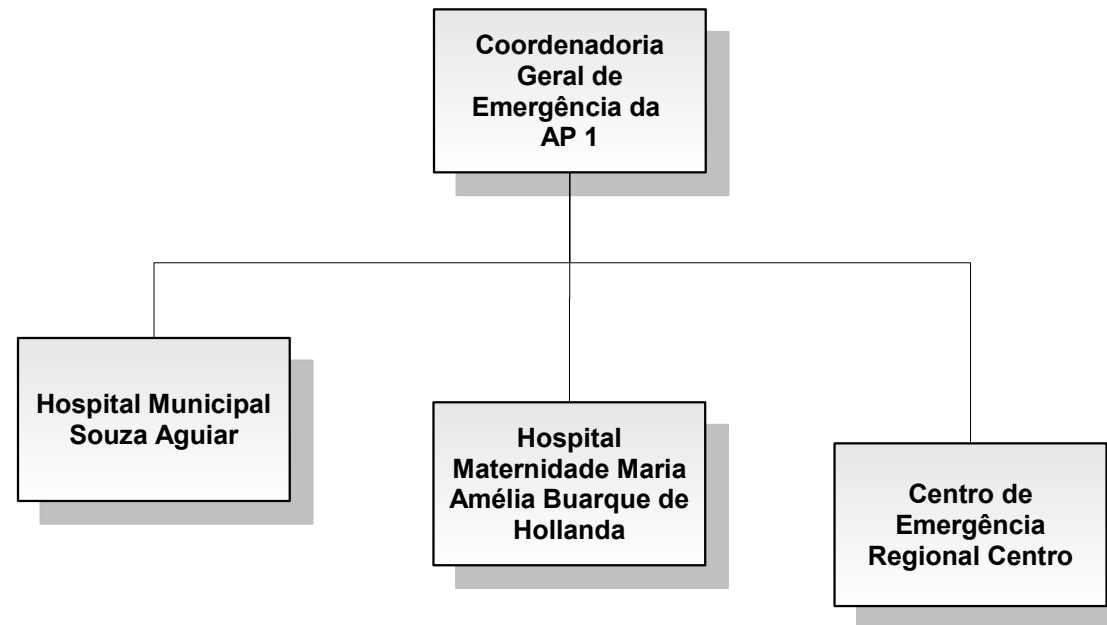 Coordenadoria
Geral de
Emergência da
AP 1
Hospital Municipal
Souza Aguiar
Hospital
Maternidade Maria
Amélia Buarque de
Hollanda
Centro de
Emergência
Regional Centro